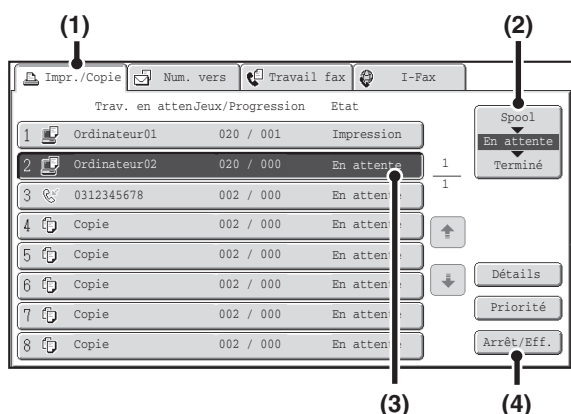 (1) (2)
Impr./Copie Num. vers Travail fax I-Fax
Trav. en attenJeux/Progression Etat
Spool
En attente
Terminé
1 Ordinateur01 020 / 001 Impression
2 Ordinateur02 020 / 000 En attente
3 0312345678 002 / 000 En attente
4 Copie 002 / 000 En attente
5 Copie 002 / 000 En attente
6 Copie 002 / 000 En attente
7 Copie 002 / 000 En attente
8 Copie 002 / 000 En attente
1
1
Détails
Priorité
Arrêt/Eff.
(3) (4)